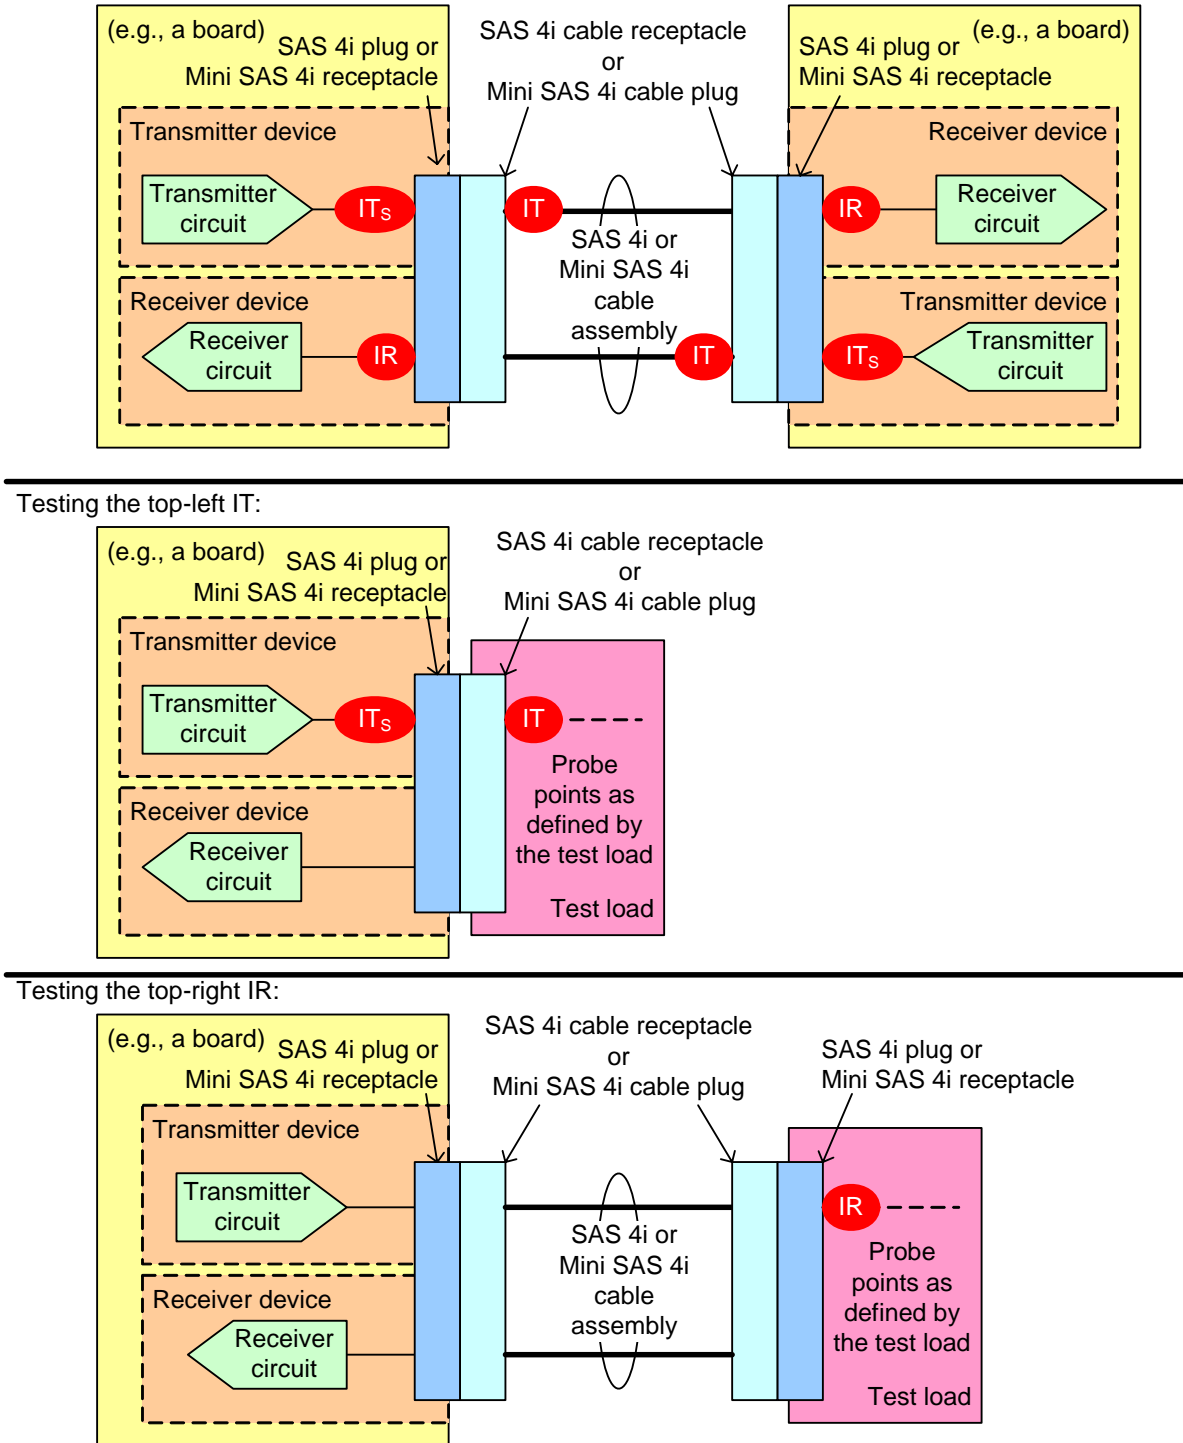 (e.g., a board)
SAS 4i plug or
Mini SAS 4i receptacle
SAS 4i cable receptacle
or
Mini SAS 4i cable plug
(e.g., a board)
SAS 4i plug or
Mini SAS 4i receptacle
Transmitter device
Transmitter
circuit
ITS
IT
SAS 4i or
Mini SAS 4i
cable
assembly
Receiver device
IR
Receiver
circuit
Receiver device
Receiver
circuit
IR
IT
Transmitter device
ITS
Transmitter
circuit
Testing the top-left IT:
(e.g., a board)
SAS 4i plug or
Mini SAS 4i receptacle
SAS 4i cable receptacle
or
Mini SAS 4i cable plug
Transmitter device
Transmitter
circuit
ITS
IT
Probe
points as
defined by
the test load
Test load
Receiver device
Receiver
circuit
Testing the top-right IR:
(e.g., a board)
SAS 4i plug or
Mini SAS 4i receptacle
SAS 4i cable receptacle
or
Mini SAS 4i cable plug
SAS 4i plug or
Mini SAS 4i receptacle
Transmitter device
Transmitter
circuit
SAS 4i or
Mini SAS 4i
cable
assembly
IR
Probe
points as
defined by
the test load
Test load
Receiver device
Receiver
circuit